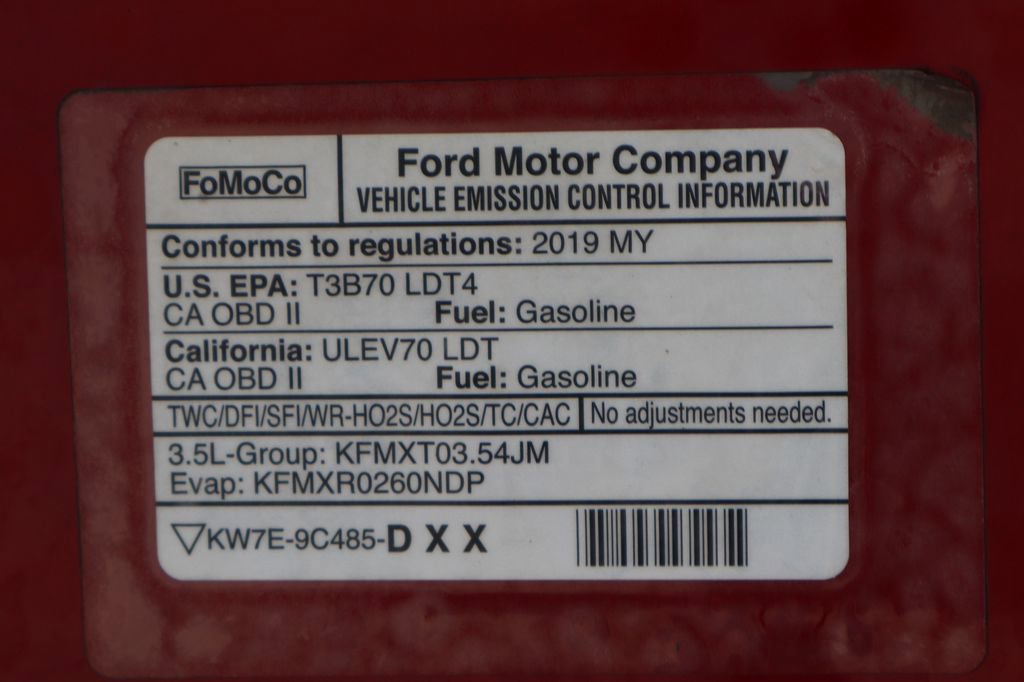 FoMoCo
Ford Motor Company
VEHICLE EMISSION CONTROL INFORMATION
Conforms to regulations: 2019 MY
U.S. EPA: T3B70 LDT4
CA OBD II Fuel: Gasoline
California: ULEV70 LDT
CA OBD II Fuel: Gasoline
TWC/DFI/SFI/WR-HO2S/HO2S/TC/CAC No adjustments needed.
3.5L-Group: KFMXT03.54JM
Evap: KFMXR0260NDP
▽KW7E-9C485-D X X